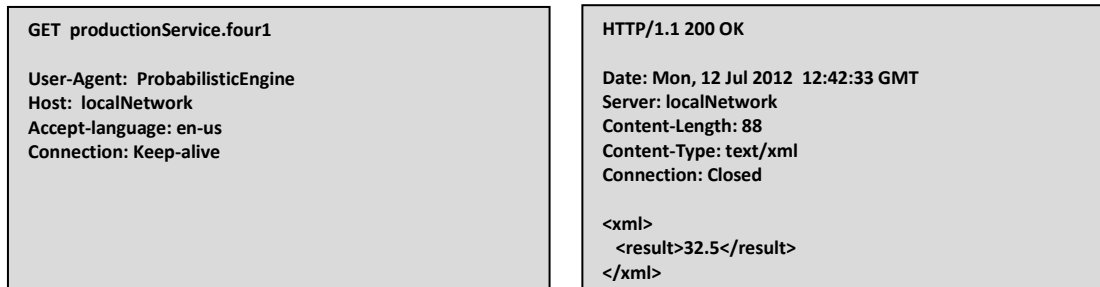 GET productionService.four1
User-Agent: ProbabilisticEngine
Host: localNetwork
Accept-language: en-us
Connection: Keep-alive
HTTP/1.1 200 OK
Date: Mon, 12 Jul 2012 12:42:33 GMT
Server: localNetwork
Content-Length: 88
Content-Type: text/xml
Connection: Closed
<xml>
<result>32.5</result>
</xml>